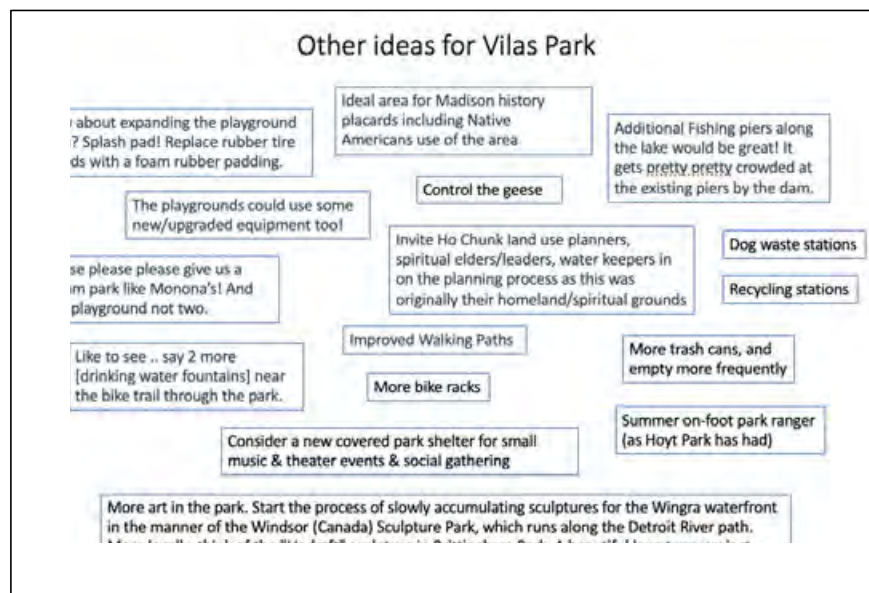 Other ideas for Vilas Park
about expanding the playground
? Splash pad! Replace rubber tire
ds with a foam rubber padding.
Ideal area for Madison history
placards including Native
Americans use of the area
Additional Fishing piers along
the lake would be great! It
gets pretty pretty crowded at
the existing piers by the dam.
Control the geese
The playgrounds could use some
new/upgraded equipment too!
Invite Ho Chunk land use planners,
spiritual elders/leaders, water keepers in
on the planning process as this was
originally their homeland/spiritual grounds
Dog waste stations
Recycling stations
se please please give us a
am park like Monona's! And
playground not two.
Improved Walking Paths
More trash cans, and
empty more frequently
Like to see .. say 2 more
[drinking water fountains] near
the bike trail through the park.
More bike racks
Summer on-foot park ranger
(as Hoyt Park has had)
Consider a new covered park shelter for small
music & theater events & social gathering
More art in the park. Start the process of slowly accumulating sculptures for the Wingra waterfront
in the manner of the Windsor (Canada) Sculpture Park, which runs along the Detroit River path.